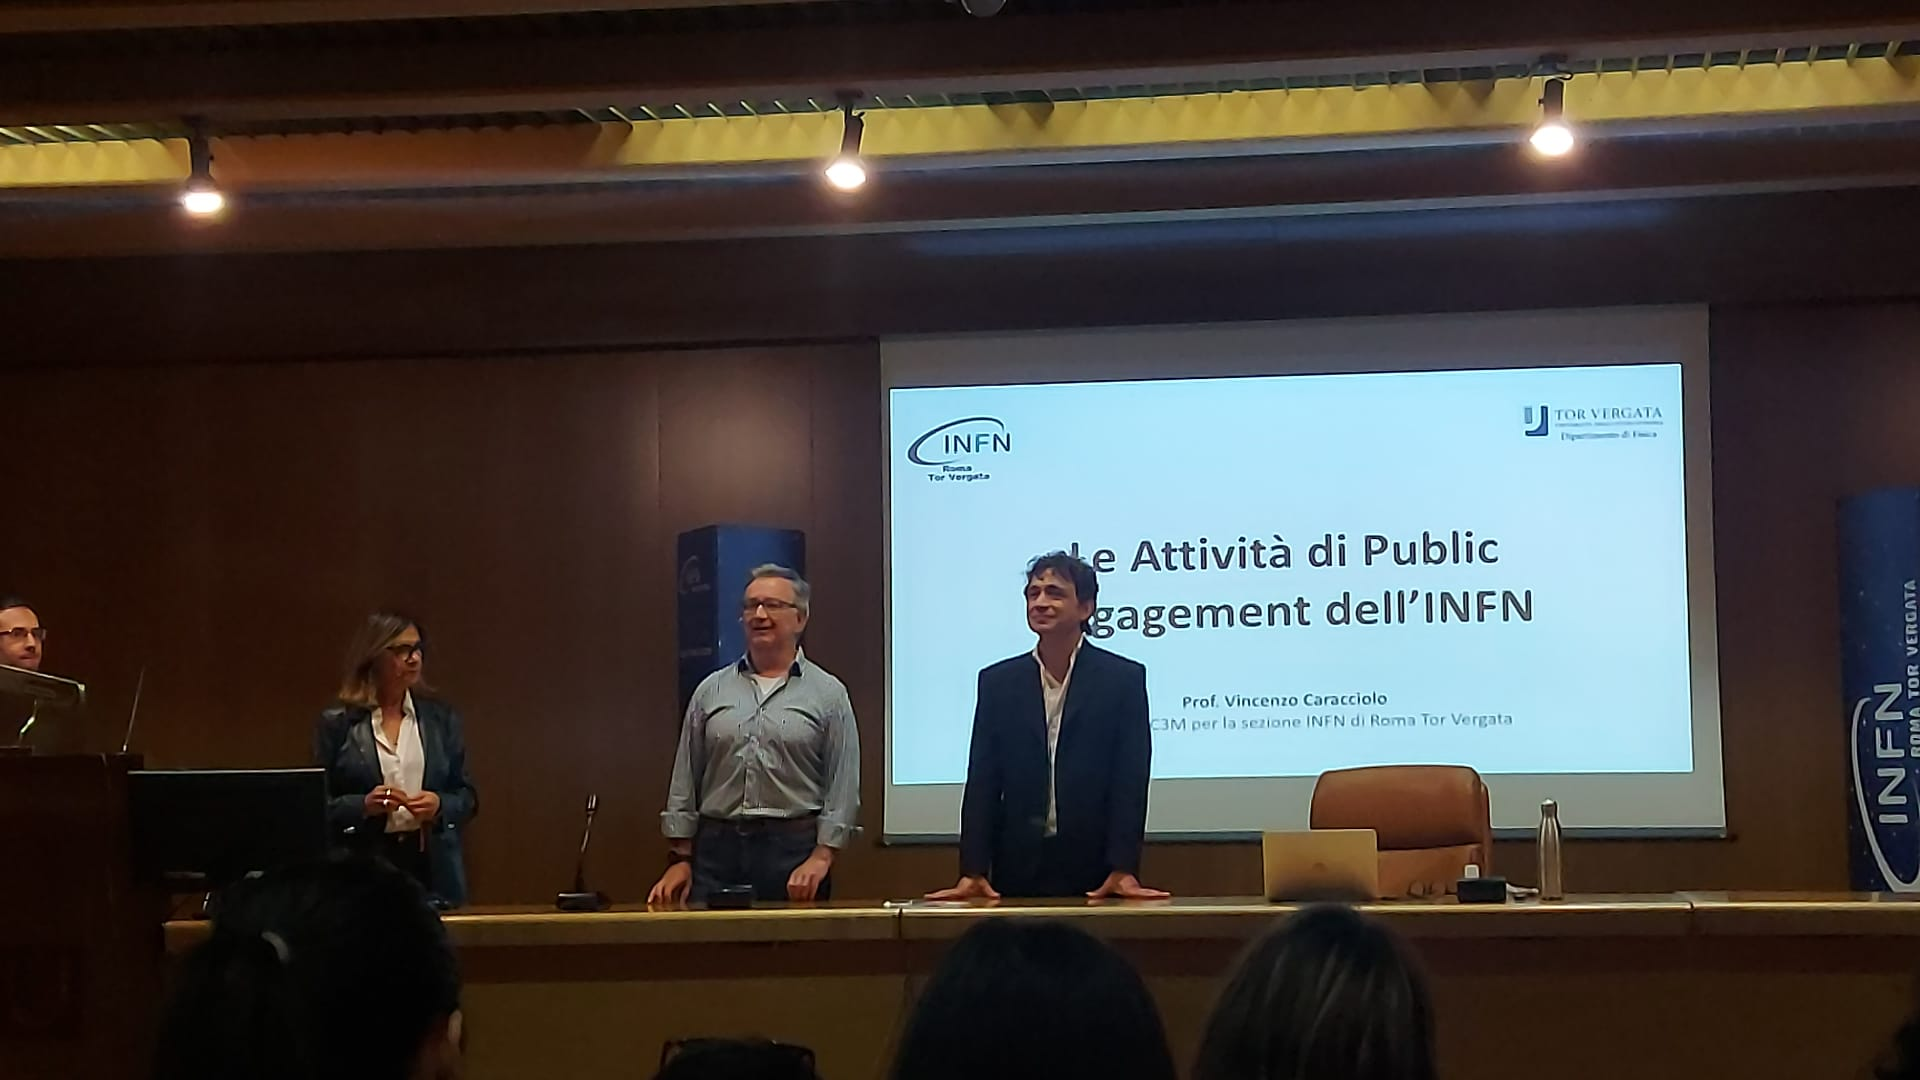 INFN
Roma
Tor Vergata
TOR VERGATA
Dipartimento di Fisica
Le Attività di Public
gagement dell'INFN
Prof. Vincenzo Caracciolo
C3M per la sezione INFN di Roma Tor Vergata
INFN
ROMA TOR VERGATA